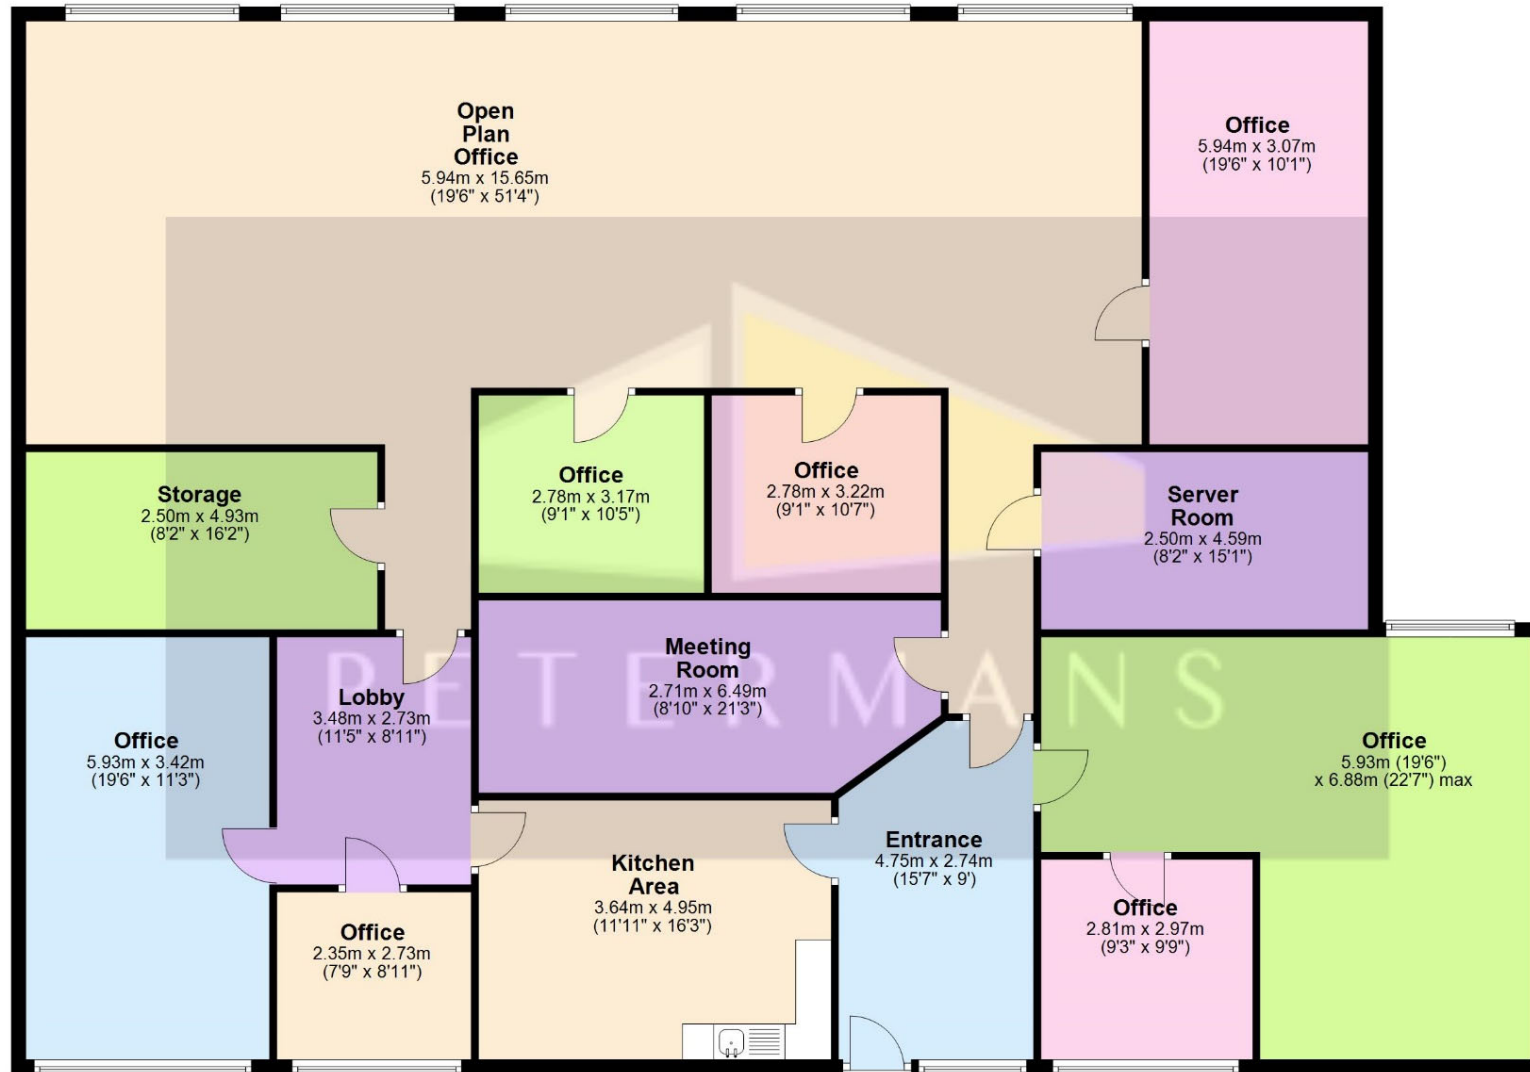 Open
Plan
Office
5.94m x 15.65m
(19'6" x 51'4")
Office
5.94m x 3.07m
(19'6" x 10'1")
Office
2.78m x 3.17m
(9'1" x 10'5")
Office
2.78m x 3.22m
(9'1" x 10'7")
Storage
2.50m x 4.93m
(8'2" x 16'2")
Server
Room
2.50m x 4.59m
(8'2" x 15'1")
Meeting
Room
2.71m x 6.49m
(8'10" x 21'3")
PETERMANS
Lobby
3.48m x 2.73m
(11'5" x 8'11")
Office
5.93m x 3.42m
(19'6" x 11'3")
Office
5.93m (19'6")
x 6.88m (22'7") max
Entrance
4.75m x 2.74m
(15'7" x 9')
Kitchen
Area
3.64m x 4.95m
(11'11" x 16'3")
Office
2.81m x 2.97m
(9'3" x 9'9")
Office
2.35m x 2.73m
(7'9" x 8'11")